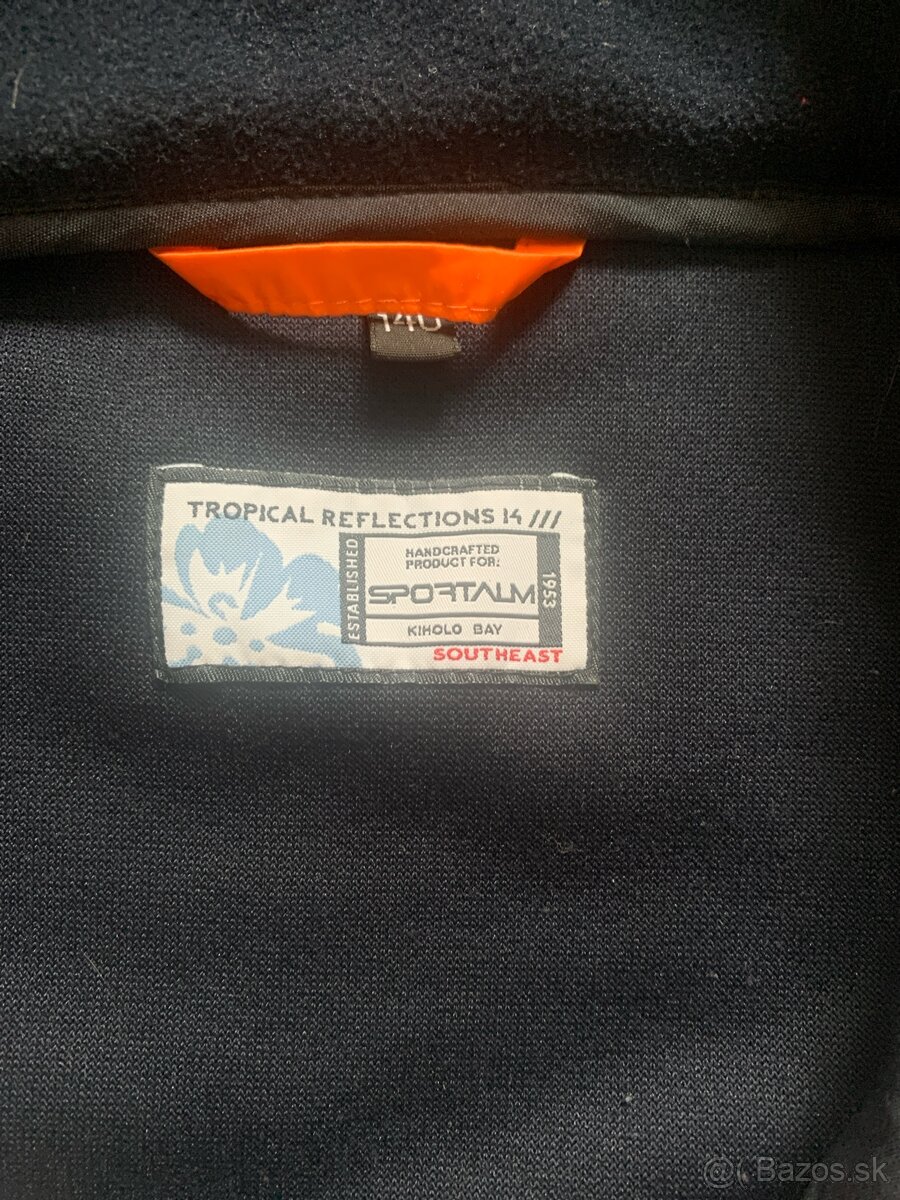 140
TROPICAL REFLECTIONS 14 ///
ESTABLISHED
HANDCRAFTED
PRODUCT FOR:
SPORTALM
1953
KIHOLO BAY
SOUTHEAST
@( Bazos.sk